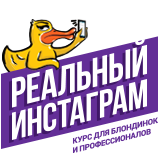 РЕАЛЬНЫЙ
ИНСТАГРАМ
КУРС ДЛЯ БЛОНДИНОК
И ПРОФЕССИОНАЛОВ